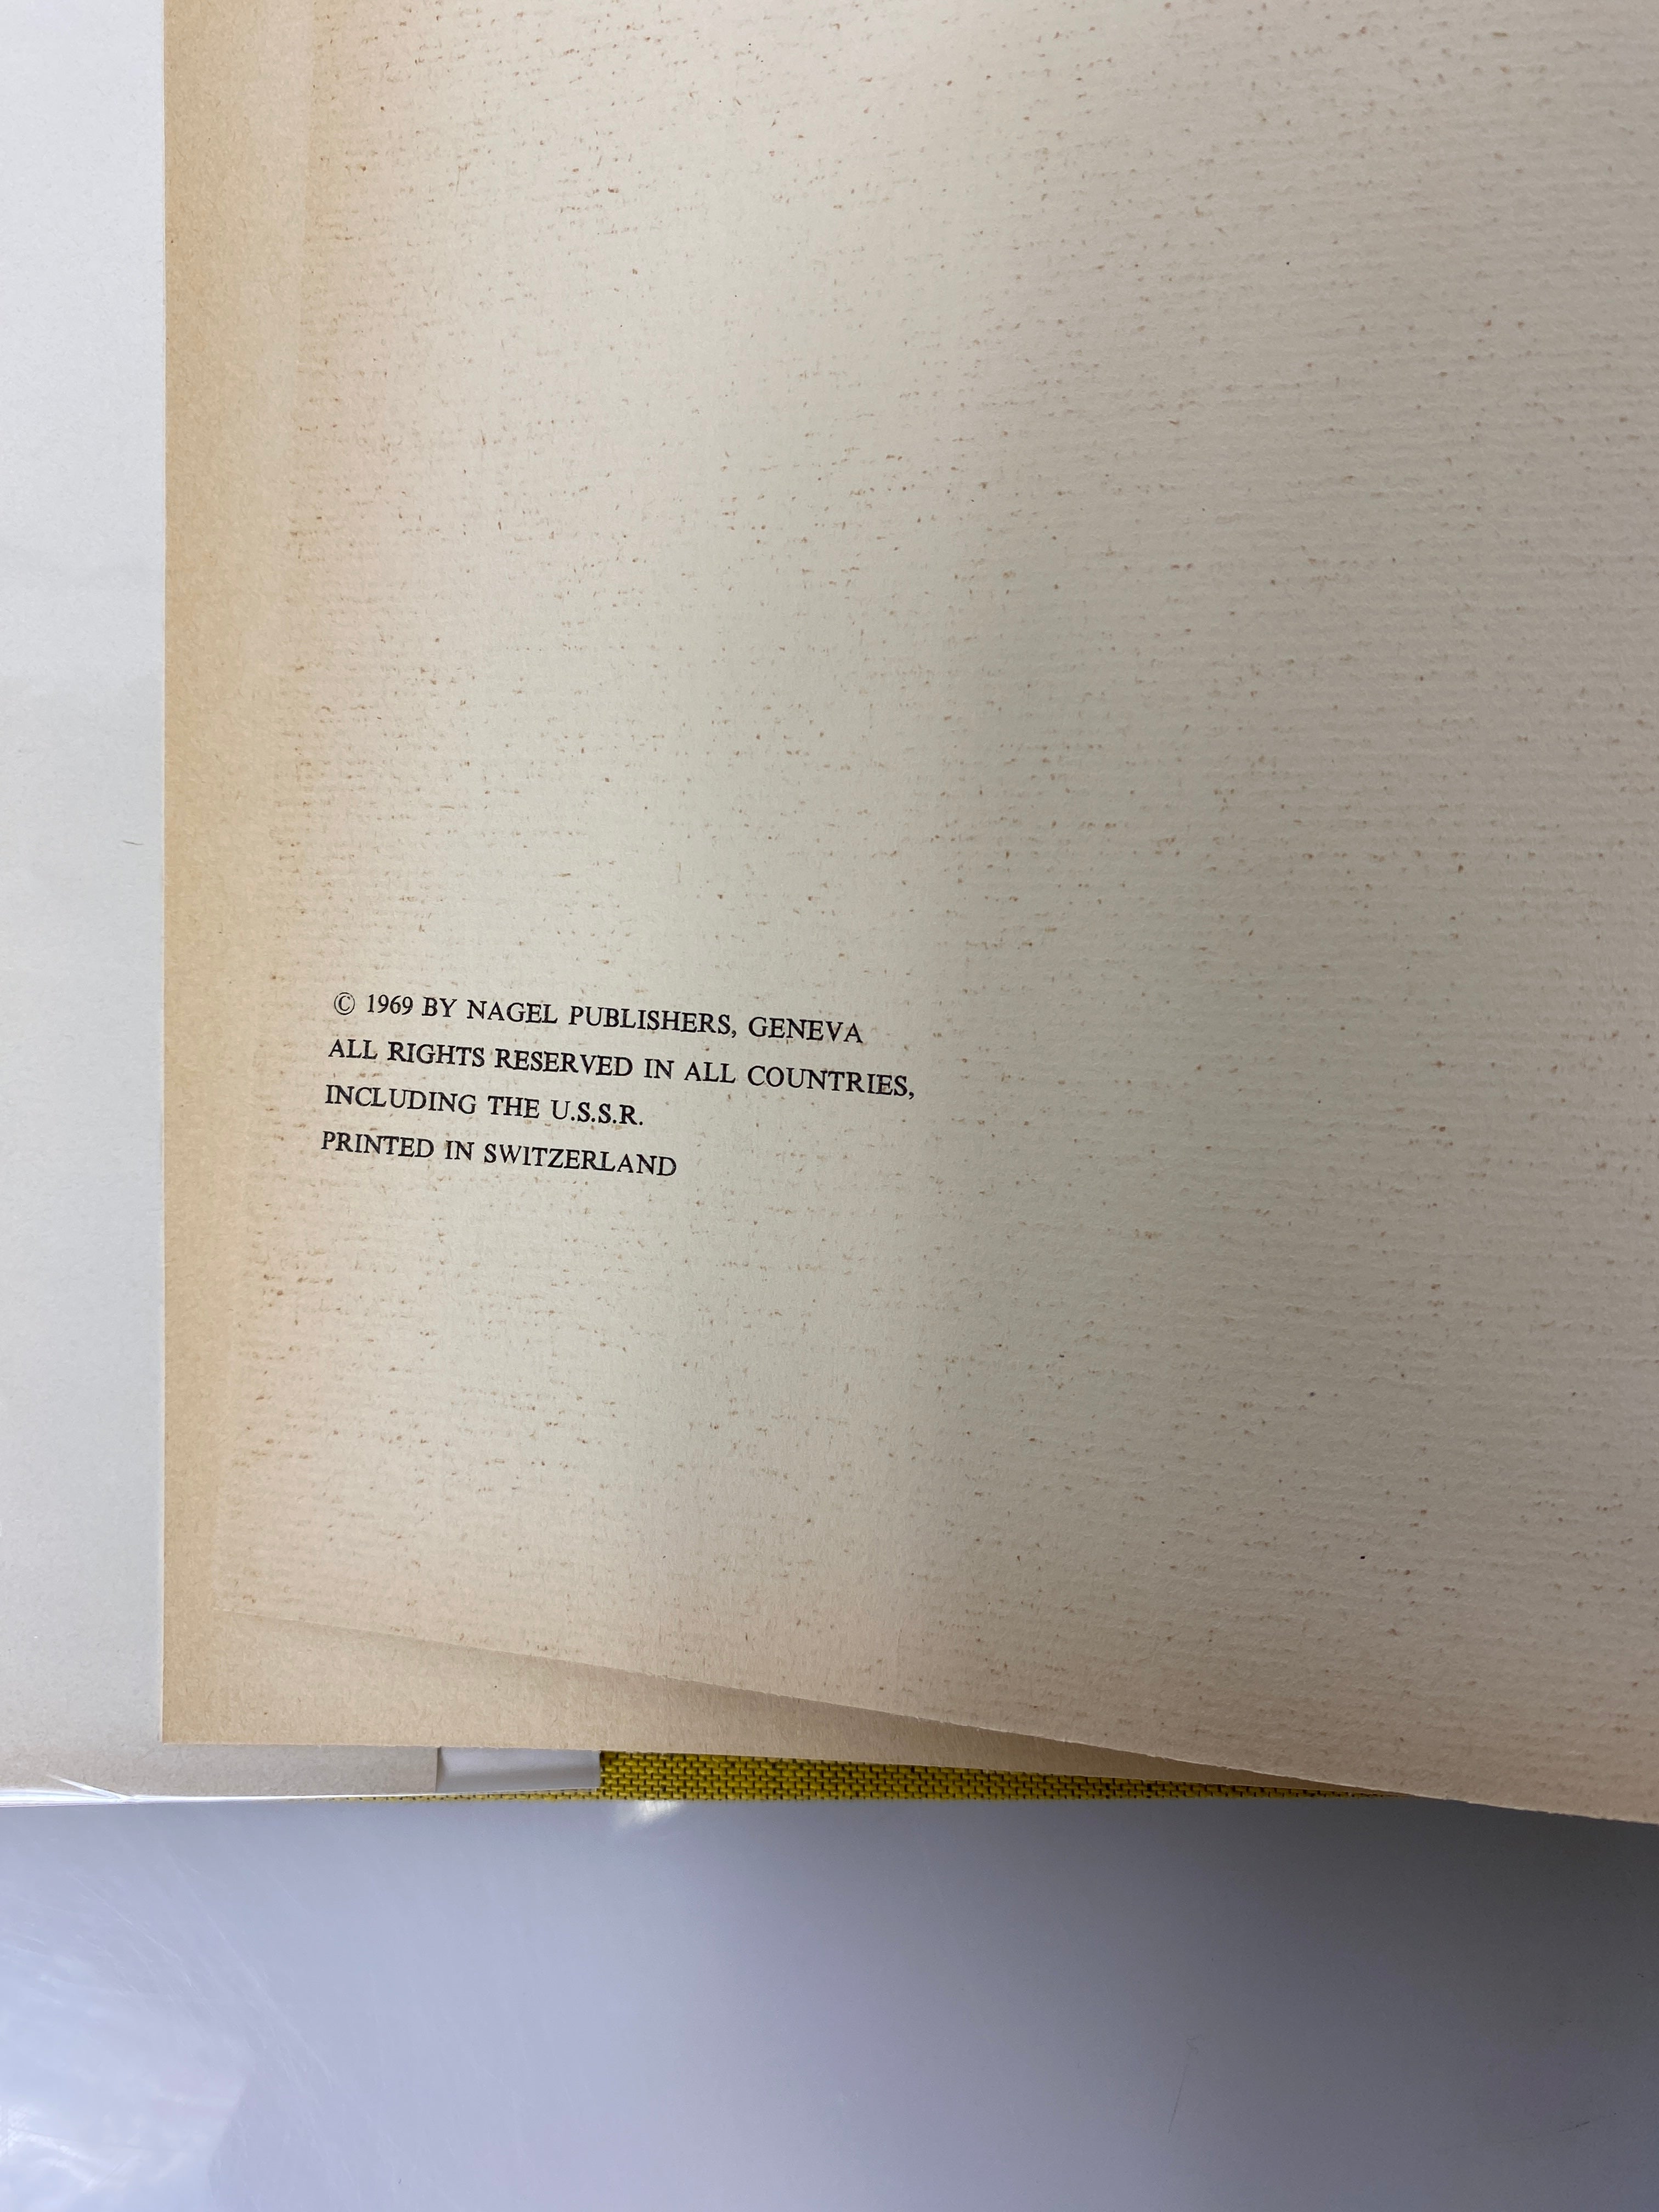 © 1969 BY NAGEL PUBLISHERS, GENEVA
ALL RIGHTS RESERVED IN ALL COUNTRIES,
INCLUDING THE U.S.S.R.
PRINTED IN SWITZERLAND